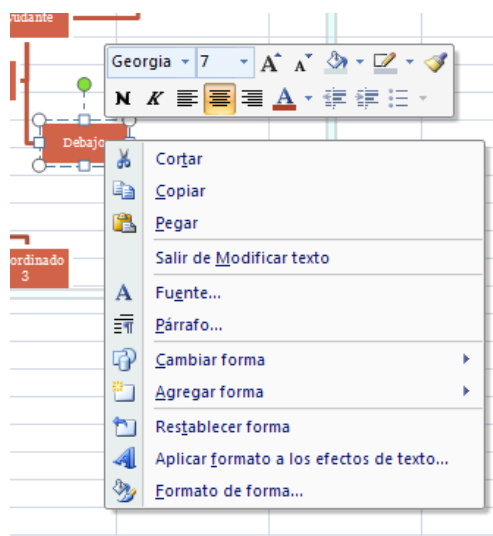 yudante
Georgia 7 A A
N K A
Debajo
Cortar
Copiar
Pegar
Salir de Modificar texto
ordinado
3
A Fuente...
Párrafo...
Cambiar forma
Agregar forma
Restablecer forma
A Aplicar formato a los efectos de texto...
Formato de forma...